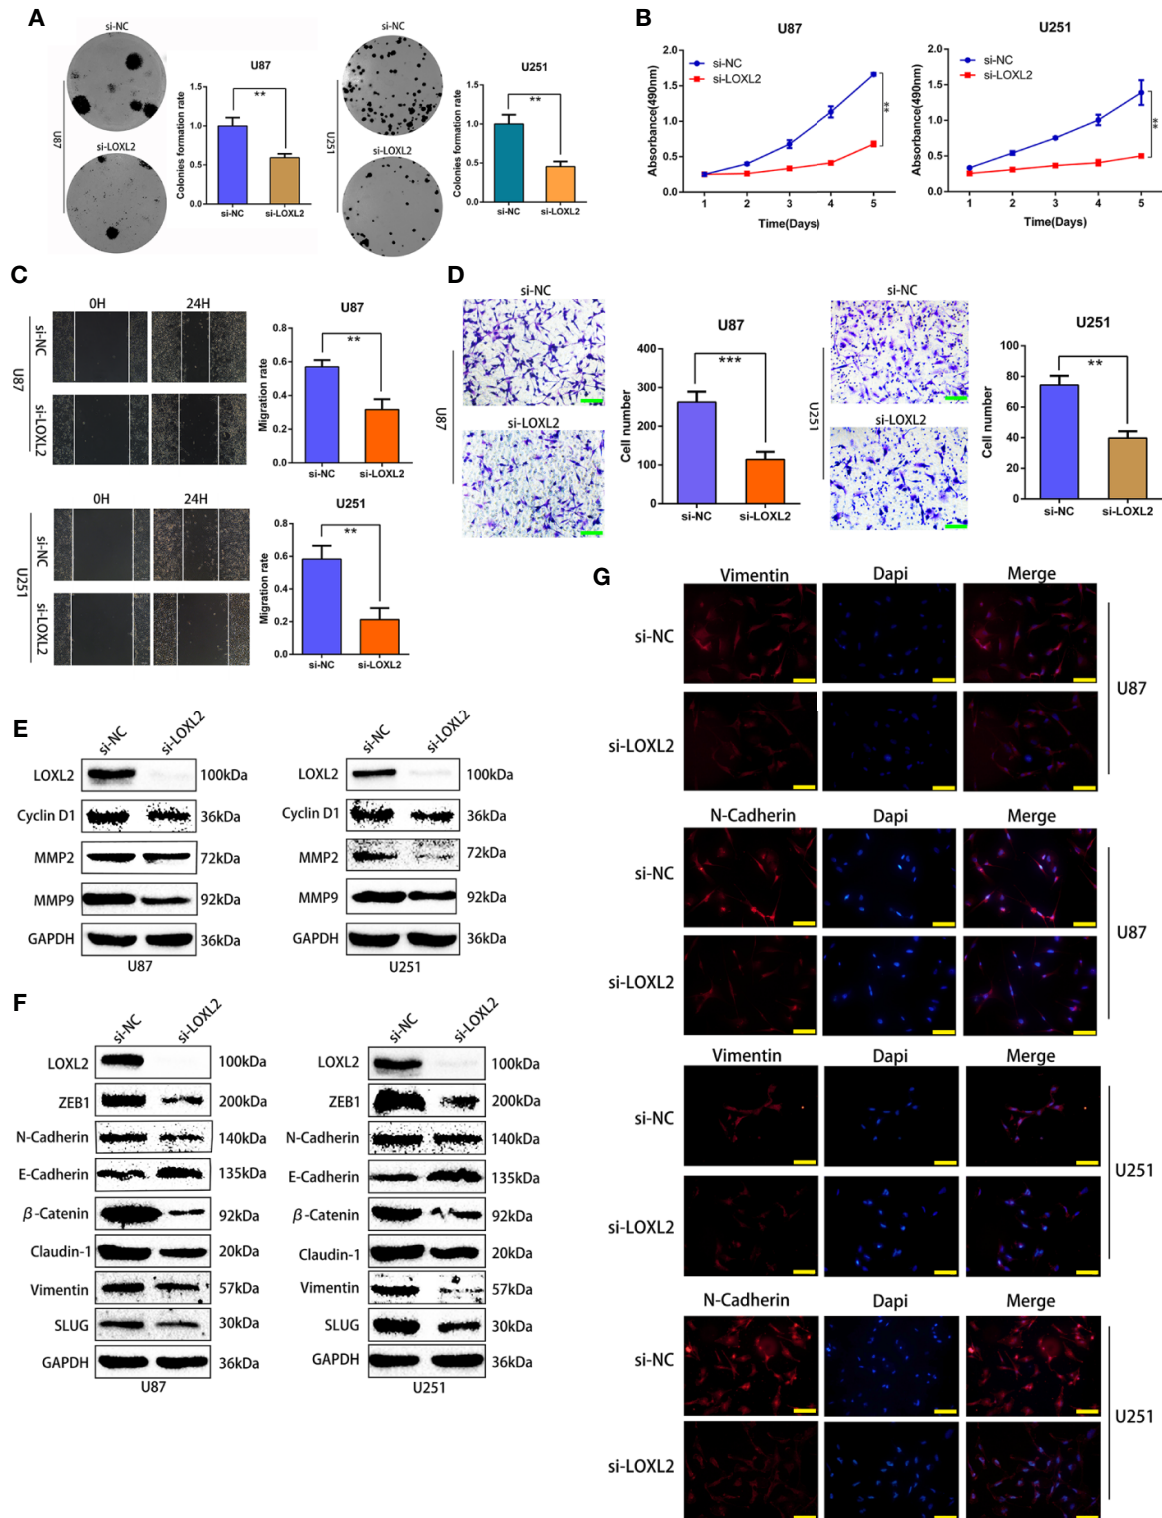 A
si-NC
U87
si-LOXL2
U87
Colonies formation rate
1.5
1.0
0.5
0.0
**
si-NC si-LOXL2
si-NC
U251
si-LOXL2
U251
Colonies formation rate
1.5
1.0
0.5
0.0
**
si-NC si-LOXL2
B
U87
Absorbance(490nm)
2.0
1.5
1.0
0.5
0.0
si-NC
si-LOXL2
**
1 2 3 4 5
Time(Days)
U251
Absorbance(490nm)
2.0
1.5
1.0
0.5
0.0
si-NC
si-LOXL2
**
1 2 3 4 5
Time(Days)
C
0H 24H
si-NC
si-LOXL2
U87
U87
Migration rate
0.8
0.6
0.4
0.2
0.0
**
si-NC si-LOXL2
0H 24H
si-NC
si-LOXL2
U251
U251
Migration rate
0.8
0.6
0.4
0.2
0.0
**
si-NC si-LOXL2
D
si-NC
U87
si-LOXL2
U87
Cell number
400
300
200
100
0
***
si-NC si-LOXL2
si-NC
U251
si-LOXL2
U251
Cell number
100
80
60
40
20
0
**
si-NC si-LOXL2
E
si-NC si-LOXL2
LOXL2 100kDa
Cyclin D1 36kDa
MMP2 72kDa
MMP9 92kDa
GAPDH 36kDa
U87
si-NC si-LOXL2
LOXL2 100kDa
Cyclin D1 36kDa
MMP2 72kDa
MMP9 92kDa
GAPDH 36kDa
U251
F
si-NC si-LOXL2
LOXL2 100kDa
ZEB1 200kDa
N-Cadherin 140kDa
E-Cadherin 135kDa
β-Catenin 92kDa
Claudin-1 20kDa
Vimentin 57kDa
SLUG 30kDa
GAPDH 36kDa
U87
si-NC si-LOXL2
LOXL2 100kDa
ZEB1 200kDa
N-Cadherin 140kDa
E-Cadherin 135kDa
β-Catenin 92kDa
Claudin-1 20kDa
Vimentin 57kDa
SLUG 30kDa
GAPDH 36kDa
U251
G
Vimentin Dapi Merge
si-NC
si-LOXL2
U87
N-Cadherin Dapi Merge
si-NC
si-LOXL2
U87
Vimentin Dapi Merge
si-NC
si-LOXL2
U251
N-Cadherin Dapi Merge
si-NC
si-LOXL2
U251